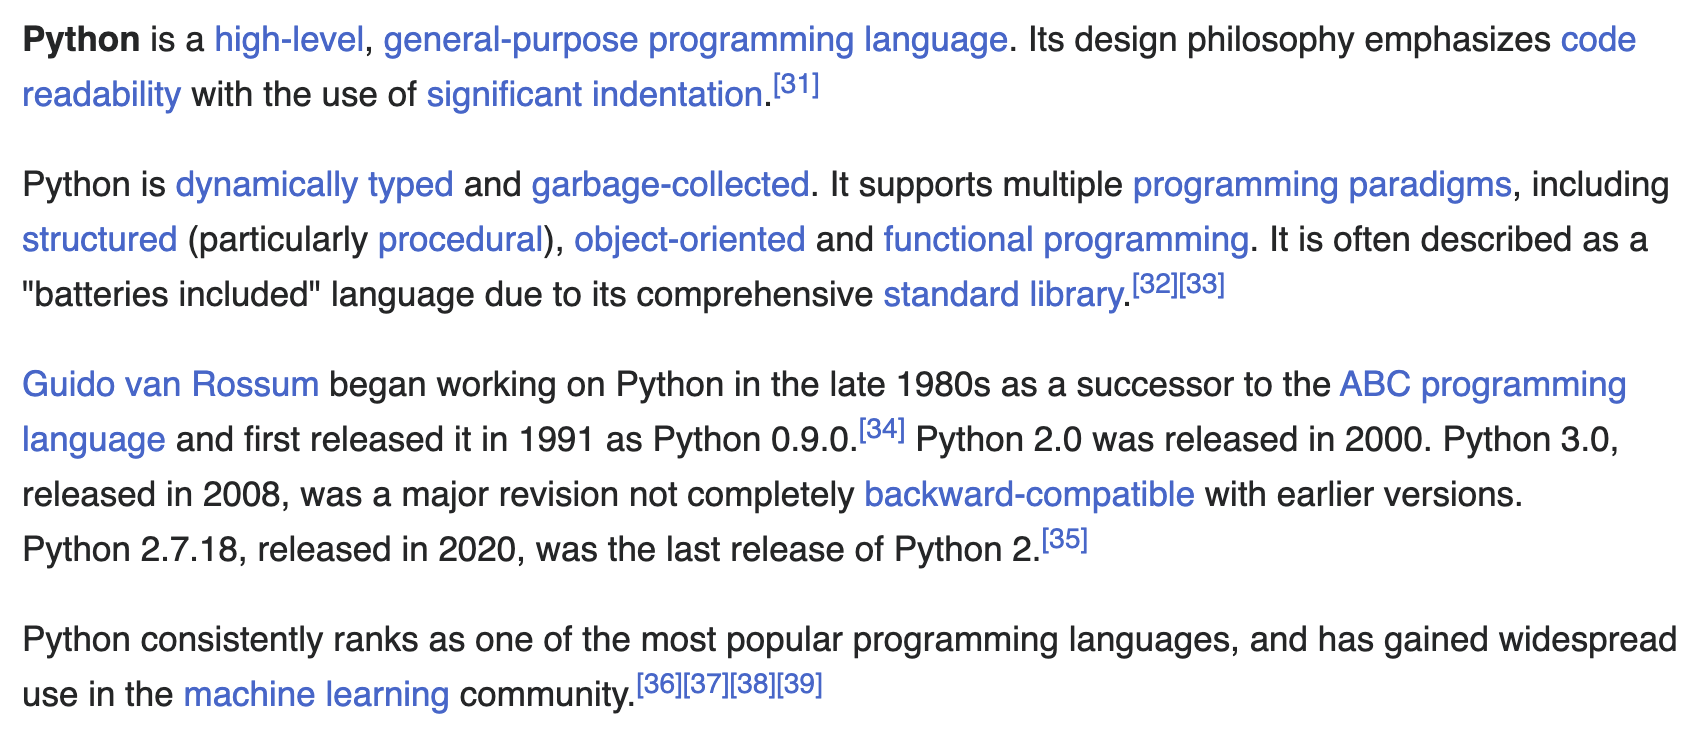 Python is a high-level, general-purpose programming language. Its design philosophy emphasizes code
readability with the use of significant indentation.[31]
Python is dynamically typed and garbage-collected. It supports multiple programming paradigms, including
structured (particularly procedural), object-oriented and functional programming. It is often described as a
"batteries included" language due to its comprehensive standard library.[32][33]
Guido van Rossum began working on Python in the late 1980s as a successor to the ABC programming
language and first released it in 1991 as Python 0.9.0.[34] Python 2.0 was released in 2000. Python 3.0,
released in 2008, was a major revision not completely backward-compatible with earlier versions.
Python 2.7.18, released in 2020, was the last release of Python 2.[35]
Python consistently ranks as one of the most popular programming languages, and has gained widespread
use in the machine learning community.[36][37][38][39]